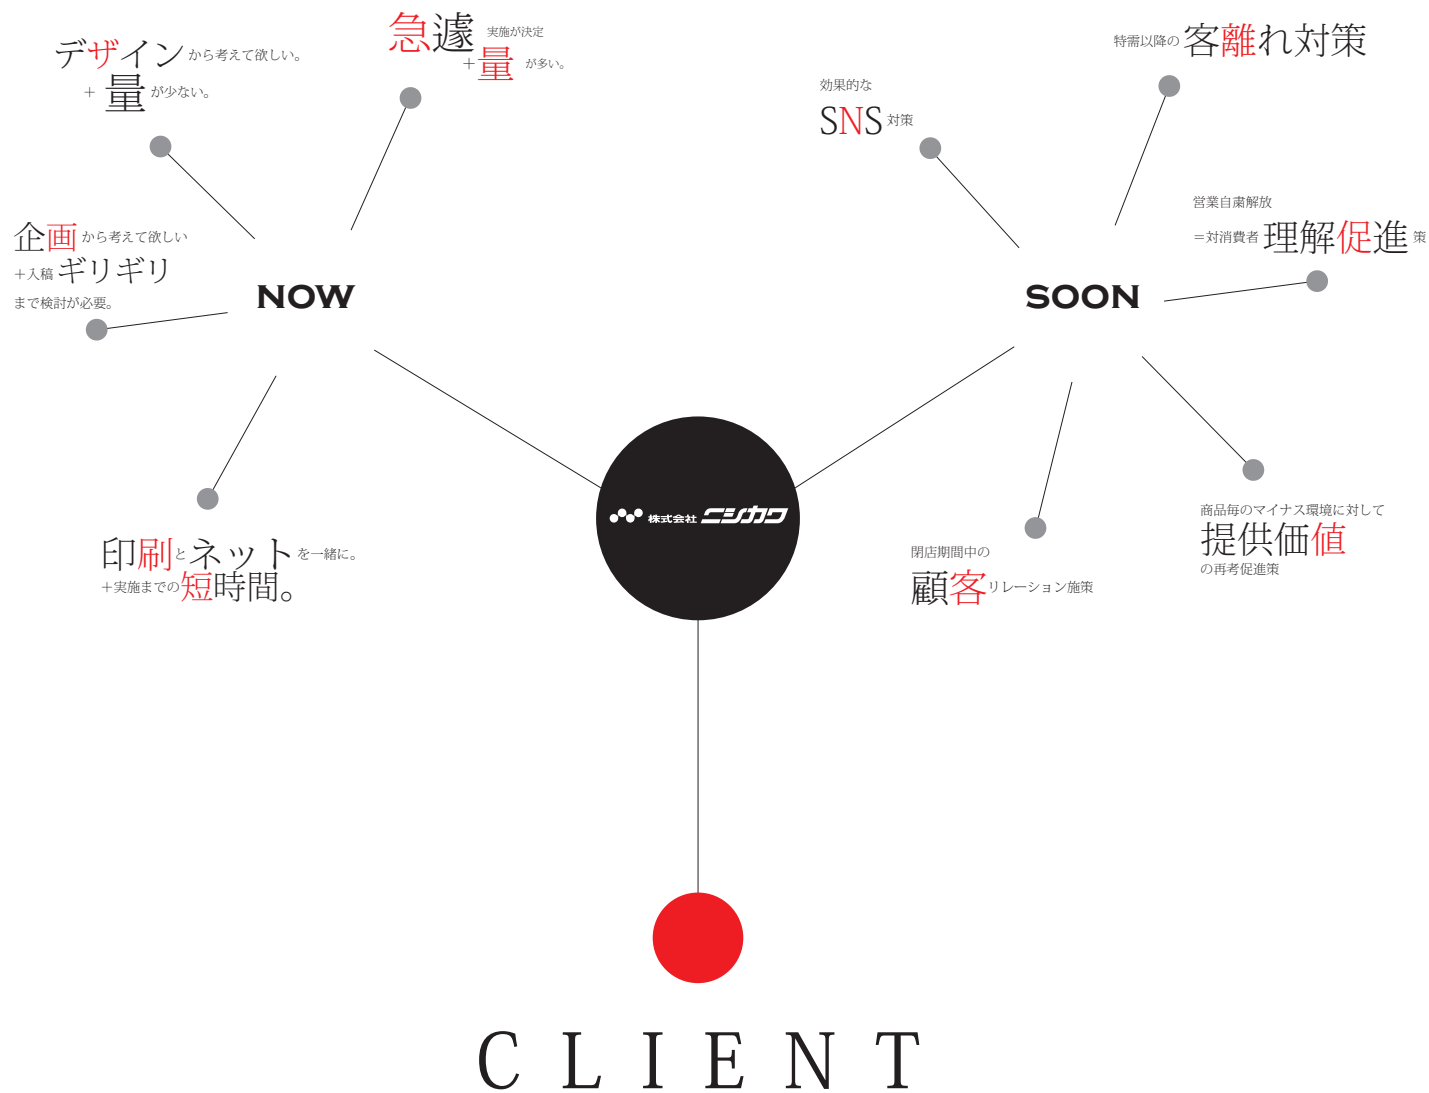 デザインから考えて欲しい。
＋量が少ない。
急遽実施が決定
＋量が多い。
企画から考えて欲しい
＋入稿ギリギリ
まで検討が必要。
NOW
印刷とネットを一緒に。
＋実施までの短時間。
効果的な
SNS対策
特需以降の客離れ対策
営業自粛解放
＝対消費者理解促進策
SOON
閉店期間中の
顧客リレーション施策
商品毎のマイナス環境に対して
提供価値
の再考促進策
株式会社ニシカワ
CLIENT